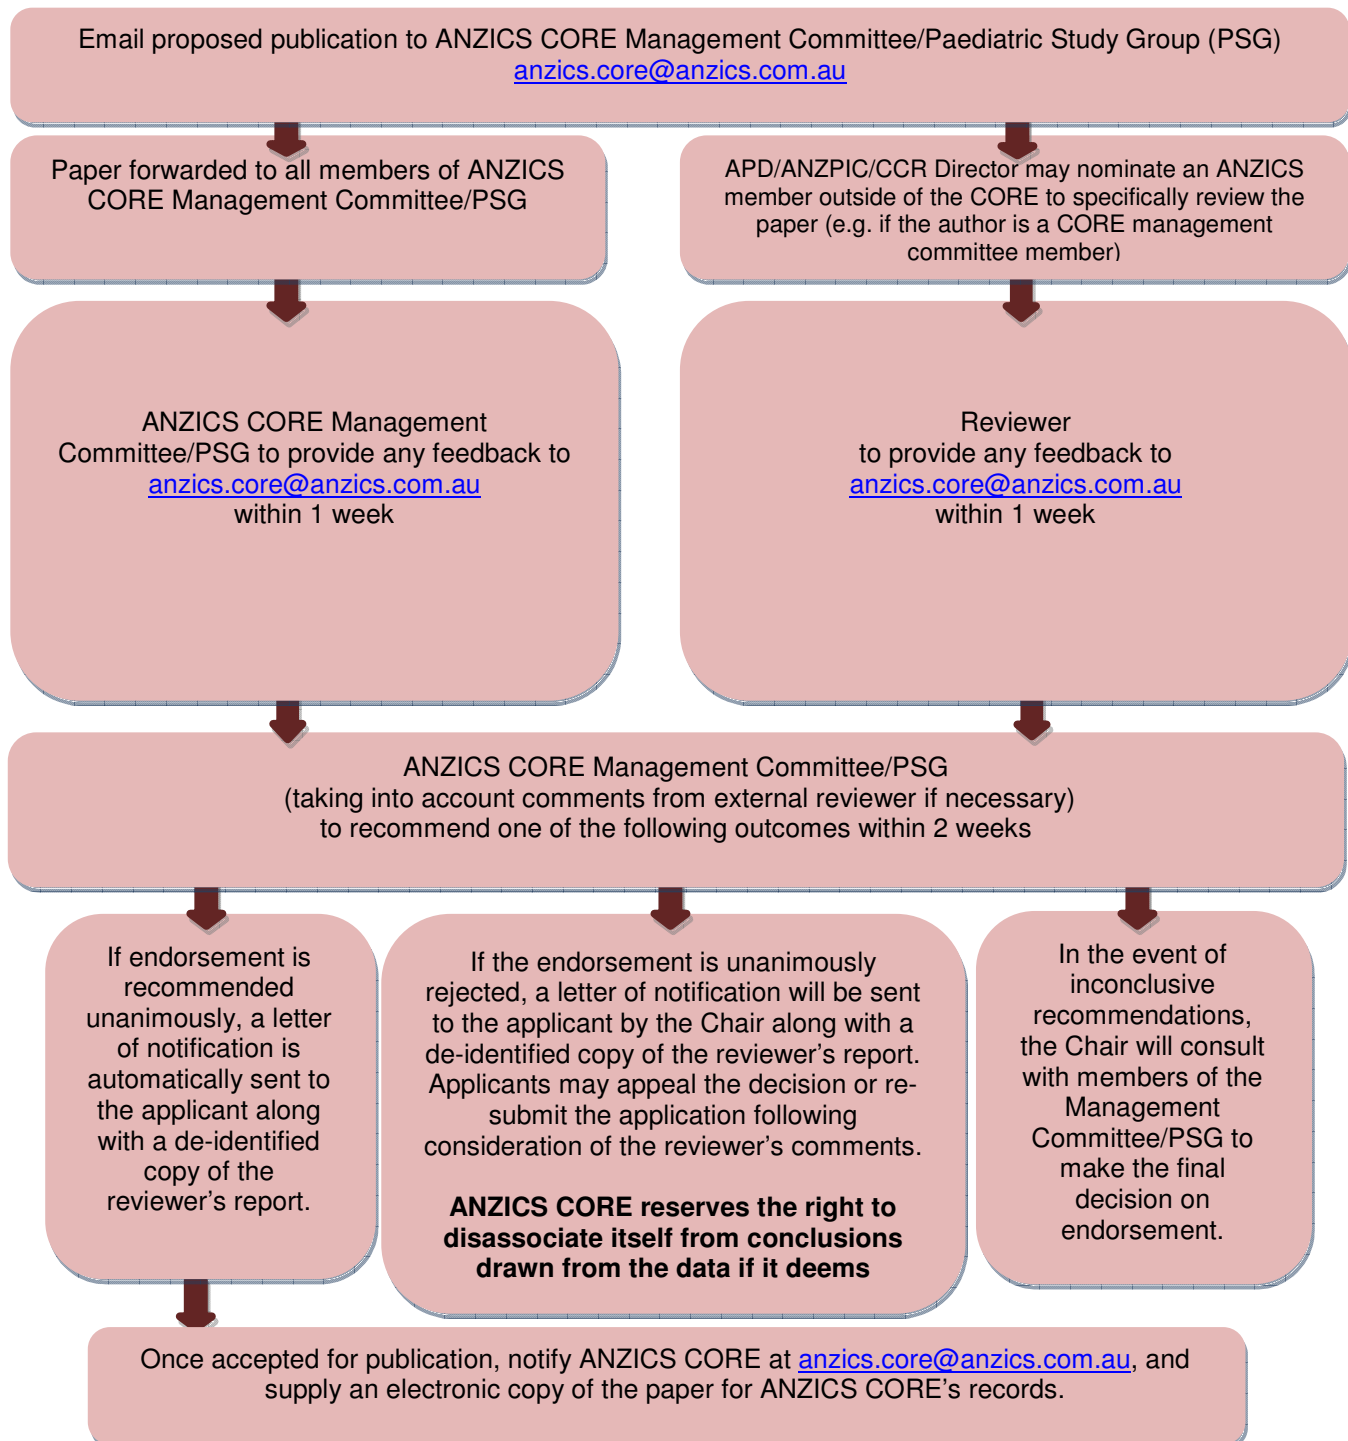 Email proposed publication to ANZICS CORE Management Committee/Paediatric Study Group (PSG)
anzics.core@anzics.com.au
Paper forwarded to all members of ANZICS
CORE Management Committee/PSG
APD/ANZPIC/CCR Director may nominate an ANZICS
member outside of the CORE to specifically review the
paper (e.g. if the author is a CORE management
committee member)
ANZICS CORE Management
Committee/PSG to provide any feedback to
anzics.core@anzics.com.au
within 1 week
Reviewer
to provide any feedback to
anzics.core@anzics.com.au
within 1 week
ANZICS CORE Management Committee/PSG
(taking into account comments from external reviewer if necessary)
to recommend one of the following outcomes within 2 weeks
If endorsement is
recommended
unanimously, a letter
of notification is
automatically sent to
the applicant along
with a de-identified
copy of the
reviewer's report.
If the endorsement is unanimously
rejected, a letter of notification will be sent
to the applicant by the Chair along with a
de-identified copy of the reviewer's report.
Applicants may appeal the decision or re-
submit the application following
consideration of the reviewer's comments.
ANZICS CORE reserves the right to
disassociate itself from conclusions
drawn from the data if it deems
In the event of
inconclusive
recommendations,
the Chair will consult
with members of the
Management
Committee/PSG to
make the final
decision on
endorsement.
Once accepted for publication, notify ANZICS CORE at anzics.core@anzics.com.au, and
supply an electronic copy of the paper for ANZICS CORE's records.